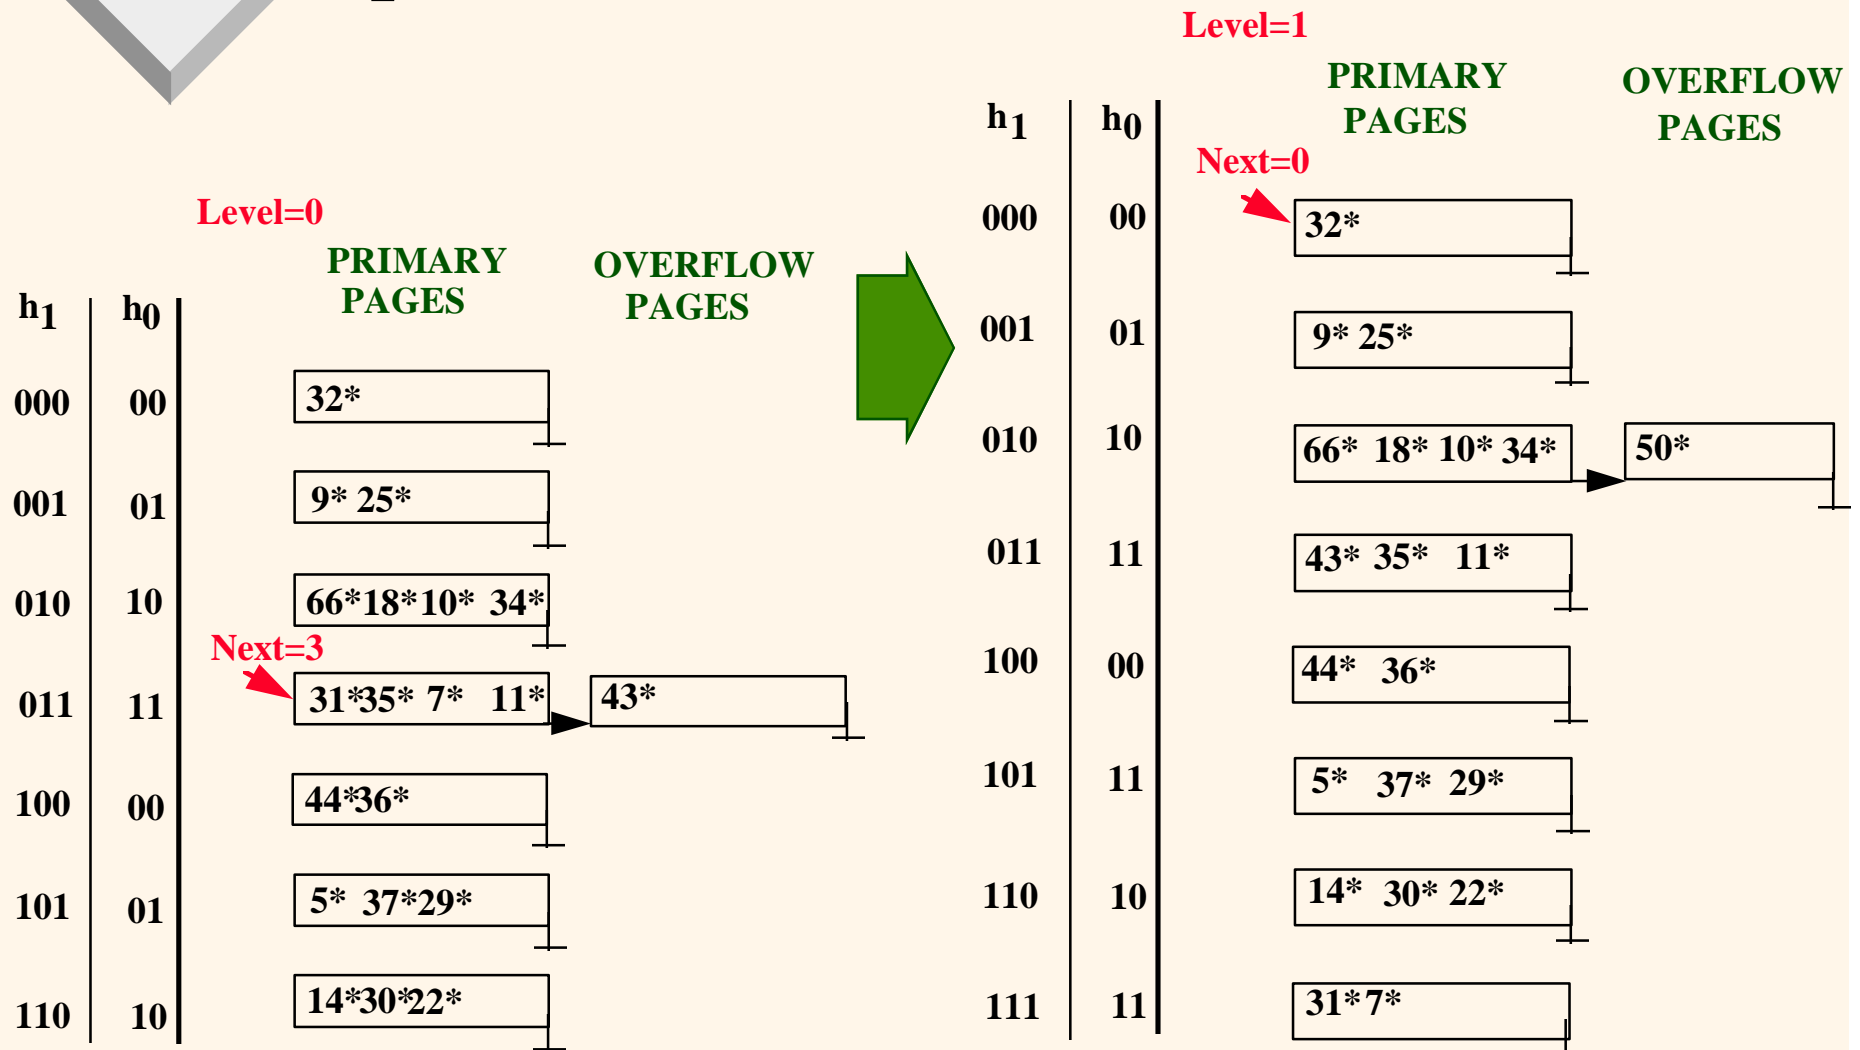 Level=0
PRIMARY OVERFLOW
PAGES PAGES
h1 h0
000 00 32*
001 01 9* 25*
010 10 66*18*10* 34*
Next=3
011 11 31*35* 7* 11* 43*
100 00 44*36*
101 01 5* 37*29*
110 10 14*30*22*
Level=1
PRIMARY OVERFLOW
PAGES PAGES
h1 h0
Next=0
000 00 32*
001 01 9* 25*
010 10 66* 18* 10* 34* 50*
011 11 43* 35* 11*
100 00 44* 36*
101 11 5* 37* 29*
110 10 14* 30* 22*
111 11 31*7*